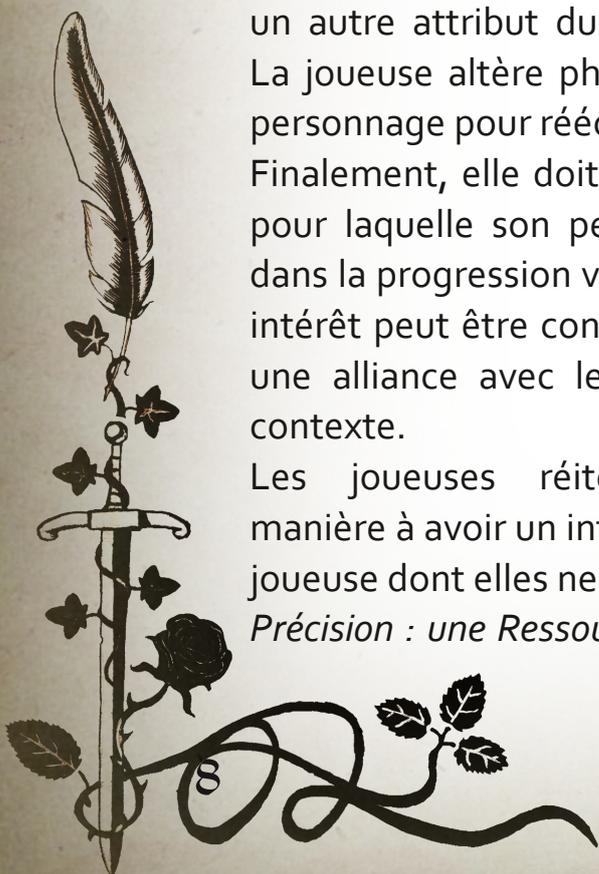 un autre attribut du
La joueuse altère ph
personnage pour réé
Finalement, elle doit
pour laquelle son pe
dans la progression v
intérêt peut être con
une alliance avec le
contexte.
Les joueuses réit
manière à avoir un in
joueuse dont elles ne
Précision : une Resso
8